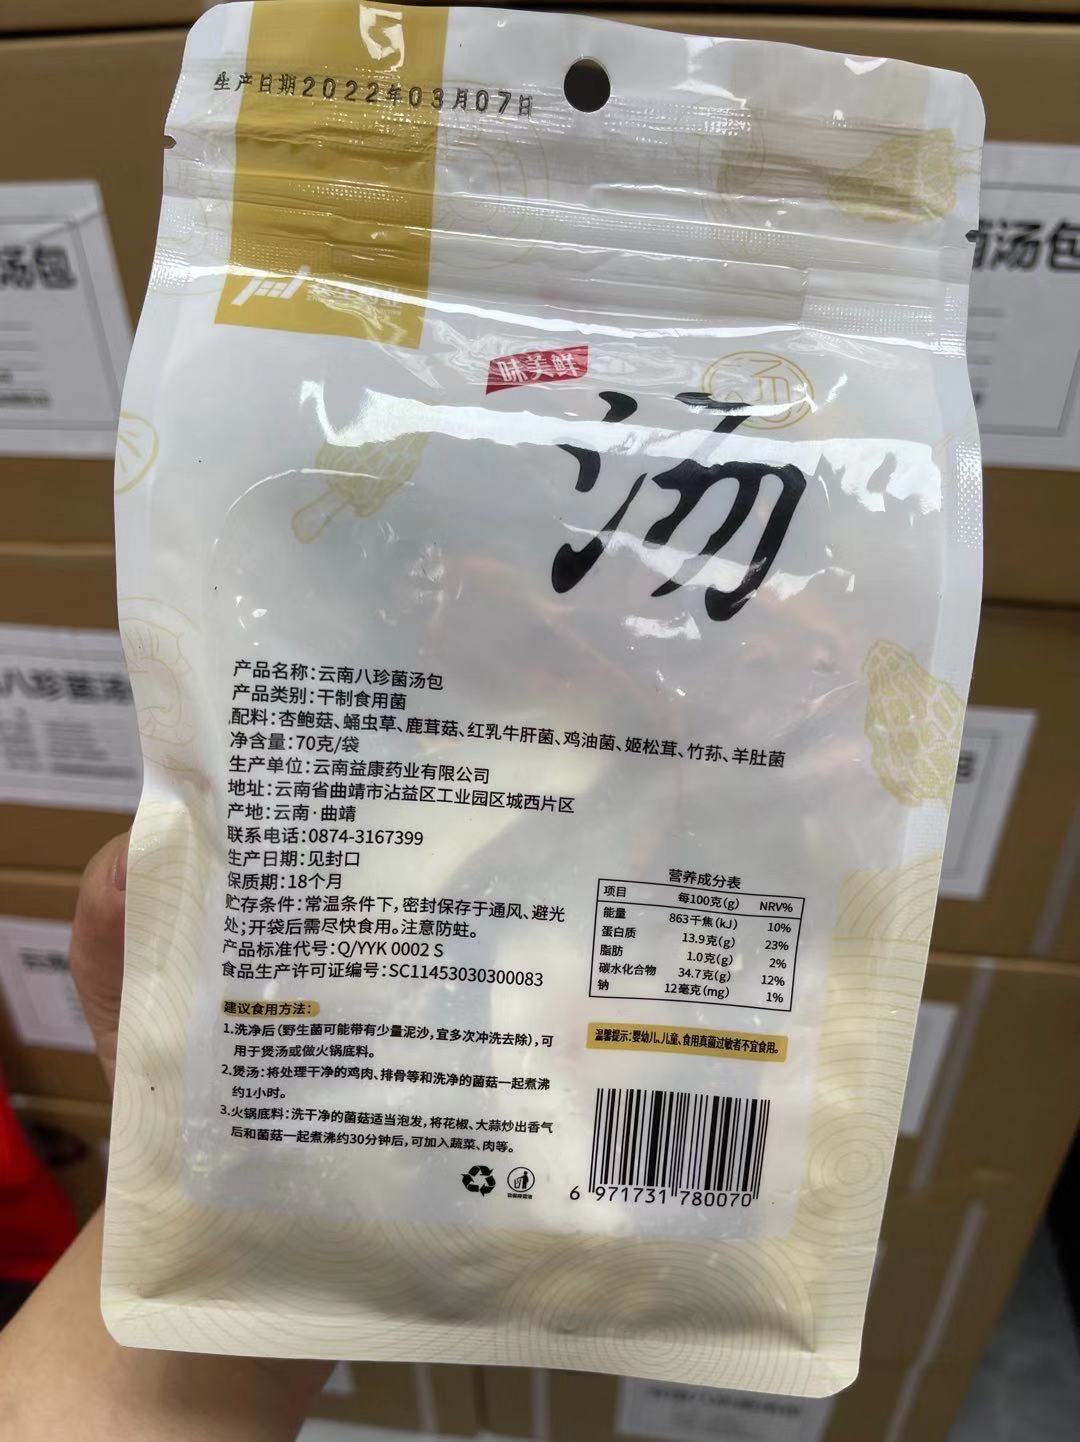 生产日期2022年03月07日
汤包
菌汤包
味美鲜
汤
八珍菌汤
产品名称:云南八珍菌汤包
产品类别:干制食用菌
配料:杏鲍菇、蛹虫草、鹿茸菇、红乳牛肝菌、鸡油菌、姬松茸、竹荪、羊肚菌
净含量:70克/袋
生产单位:云南益康药业有限公司
地址:云南省曲靖市沾益区工业园区城西片区
产地:云南·曲靖
联系电话:0874-3167399
生产日期:见封口
保质期:18个月
贮存条件:常温条件下,密封保存于通风、避光
处;开袋后需尽快食用。注意防蛀。
产品标准代号:Q/YYK 0002 S
食品生产许可证编号:SC11453030300083
营养成分表
项目 每100克(g) NRV%
能量 863千焦(kJ) 10%
蛋白质 13.9克(g) 23%
脂肪 1.0克(g) 2%
碳水化合物 34.7克(g) 12%
钠 12毫克(mg) 1%
建议食用方法:
1.洗净后(野生菌可能带有少量泥沙,宜多次冲洗去除),可
用于煲汤或做火锅底料。
2.煲汤:将处理干净的鸡肉、排骨等和洗净的菌菇一起煮沸
约1小时。
3.火锅底料:洗干净的菌菇适当泡发,将花椒、大蒜炒出香气
后和菌菇一起煮沸约30分钟后,可加入蔬菜、肉等。
温馨提示:婴幼儿、儿童、食用真菌过敏者不宜食用。
6 971731 780070